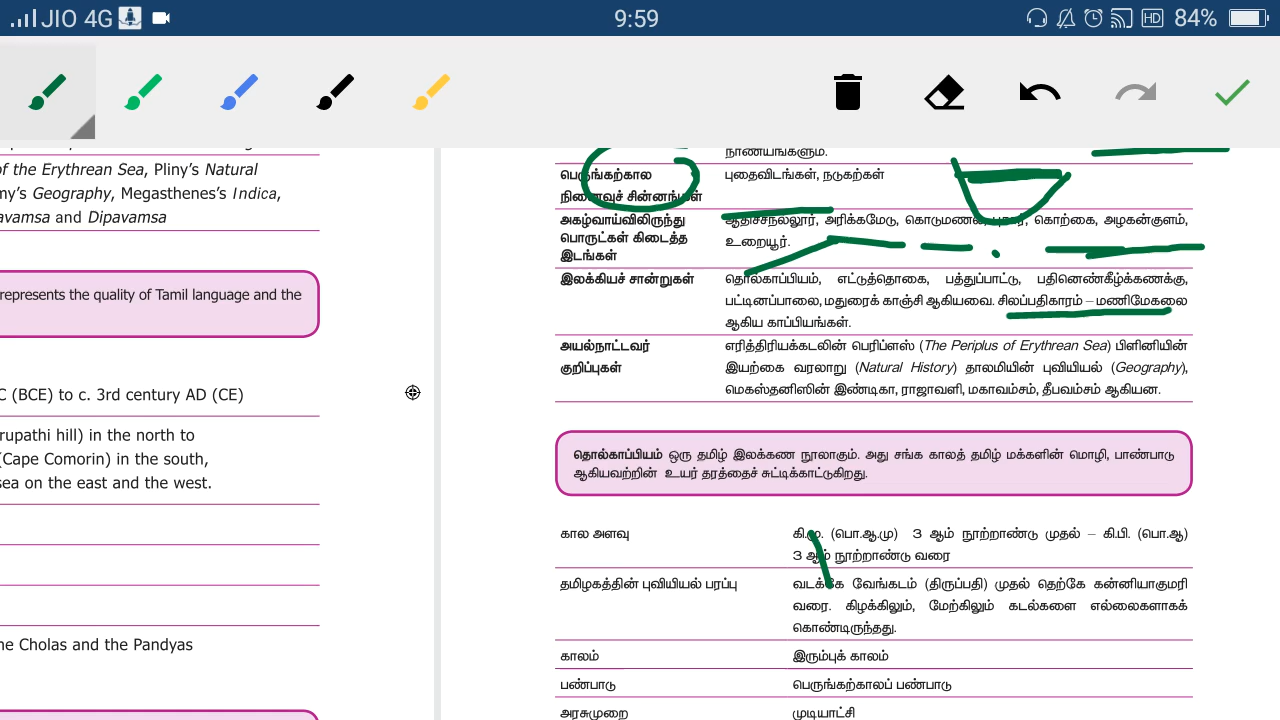 JIO 4G 9:59 HD 84%
of the Erythrean Sea, Pliny's Natural
my's Geography, Megasthenes's Indica,
avamsa and Dipavamsa
represents the quality of Tamil language and the
C (BCE) to c. 3rd century AD (CE)
rupathi hill) in the north to
(Cape Comorin) in the south,
sea on the east and the west.
he Cholas and the Pandyas
நாணயங்களும்.
பெருங்கற்கால புதைவிடங்கள், நடுகற்கள்
நினைவுச் சின்னங்கள்
அகழ்வாய்விலிருந்து ஆதிச்சநல்லூர், அரிக்கமேடு, கொடுமணல், புகார், கொற்கை, அழகன்குளம்,
பொருட்கள் கிடைத்த உறையூர்.
இடங்கள்
இலக்கியச் சான்றுகள் தொல்காப்பியம், எட்டுத்தொகை, பத்துப்பாட்டு, பதினெண்கீழ்க்கணக்கு,
பட்டினப்பாலை, மதுரைக் காஞ்சி ஆகியவை. சிலப்பதிகாரம் – மணிமேகலை
ஆகிய காப்பியங்கள்.
அயல்நாட்டவர் எரித்திரியக்கடலின் பெரிப்ளஸ் (The Periplus of Erythrean Sea) பிளினியின்
குறிப்புகள் இயற்கை வரலாறு (Natural History) தாலமியின் புவியியல் (Geography),
மெகஸ்தனிஸின் இண்டிகா, ராஜாவளி, மகாவம்சம், தீபவம்சம் ஆகியன.
தொல்காப்பியம் ஒரு தமிழ் இலக்கண நூலாகும். அது சங்க காலத் தமிழ் மக்களின் மொழி, பாண்பாடு
ஆகியவற்றின் உயர் தரத்தைச் சுட்டிக்காட்டுகிறது.
கால அளவு கி.மு. (பொ.ஆ.மு) 3 ஆம் நூற்றாண்டு முதல் – கி.பி. (பொ.ஆ)
3 ஆம் நூற்றாண்டு வரை
தமிழகத்தின் புவியியல் பரப்பு வடக்கே வேங்கடம் (திருப்பதி) முதல் தெற்கே கன்னியாகுமரி
வரை. கிழக்கிலும், மேற்கிலும் கடல்களை எல்லைகளாகக்
கொண்டிருந்தது.
காலம் இரும்புக் காலம்
பண்பாடு பெருங்கற்காலப் பண்பாடு
அரசுமுறை முடியாட்சி